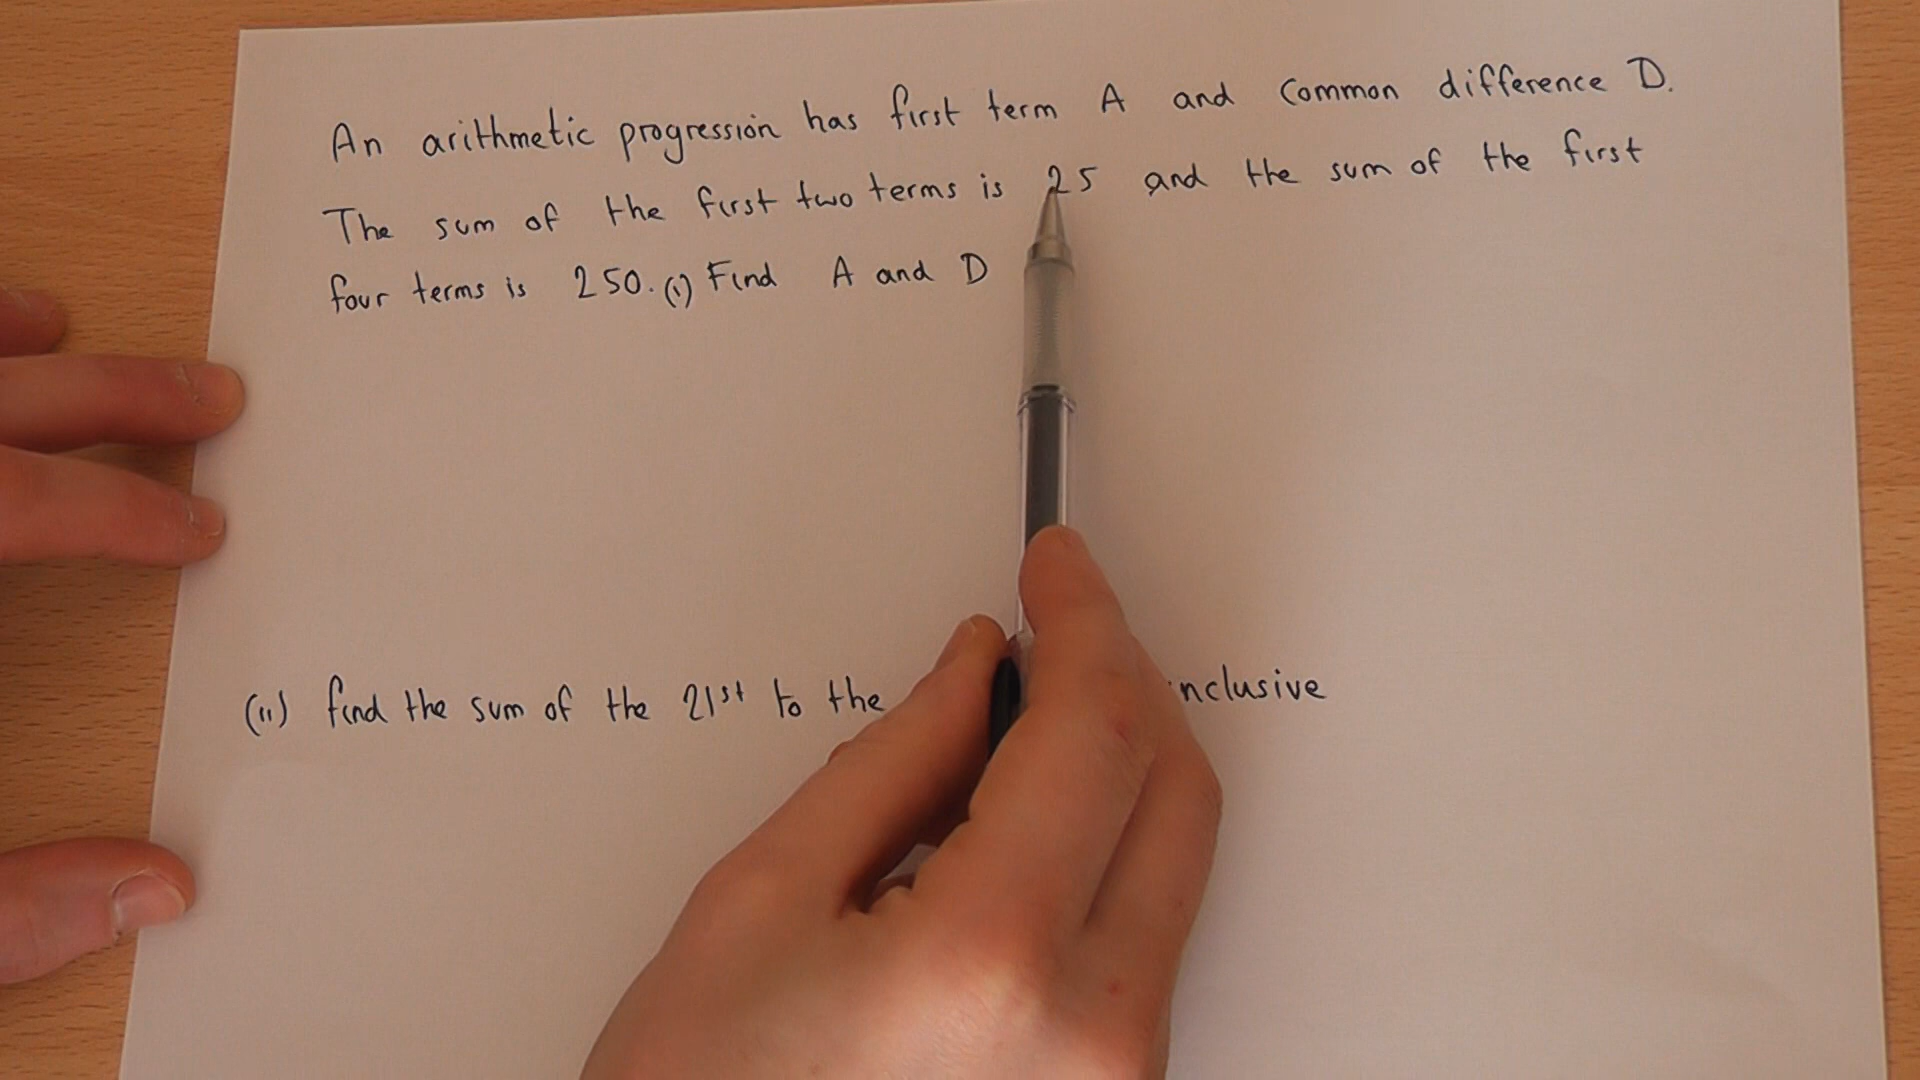 An arithmetic progression has first term A and common difference D.
The sum of the first two terms is 25 and the sum of the first
four terms is 250. (i) Find A and D
(ii) find the sum of the 21st to the nclusive